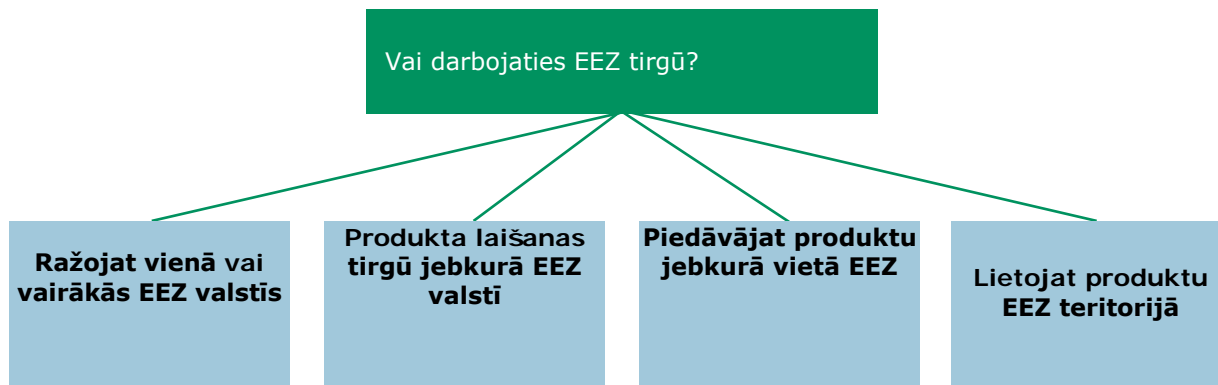 Vai darbojaties EEZ tirgū?
Ražojat vienā vai
vairākās EEZ valstīs
Produkta laišanas
tirgū jebkurā EEZ
valstī
Piedāvājat produktu
jebkurā vietā EEZ
Lietojat produktu
EEZ teritorijā